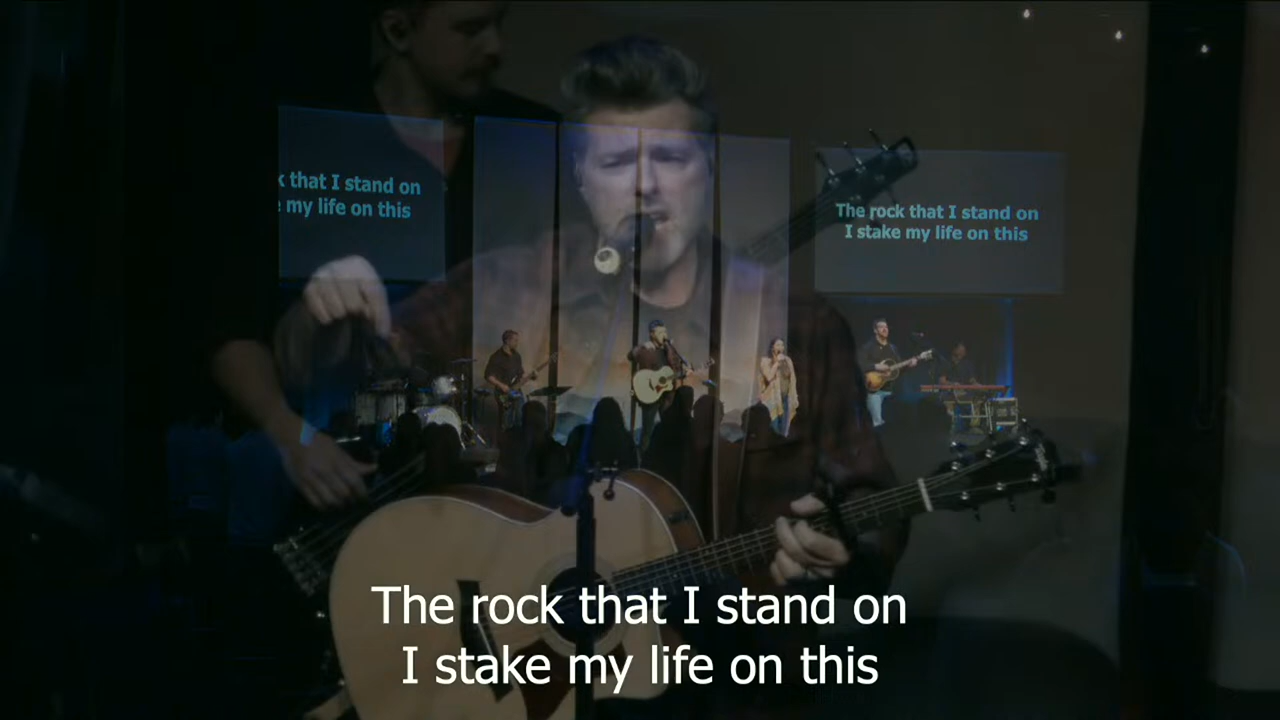 k that I stand on
my life on this
The rock that I stand on
I stake my life on this
The rock that I stand on
I stake my life on this